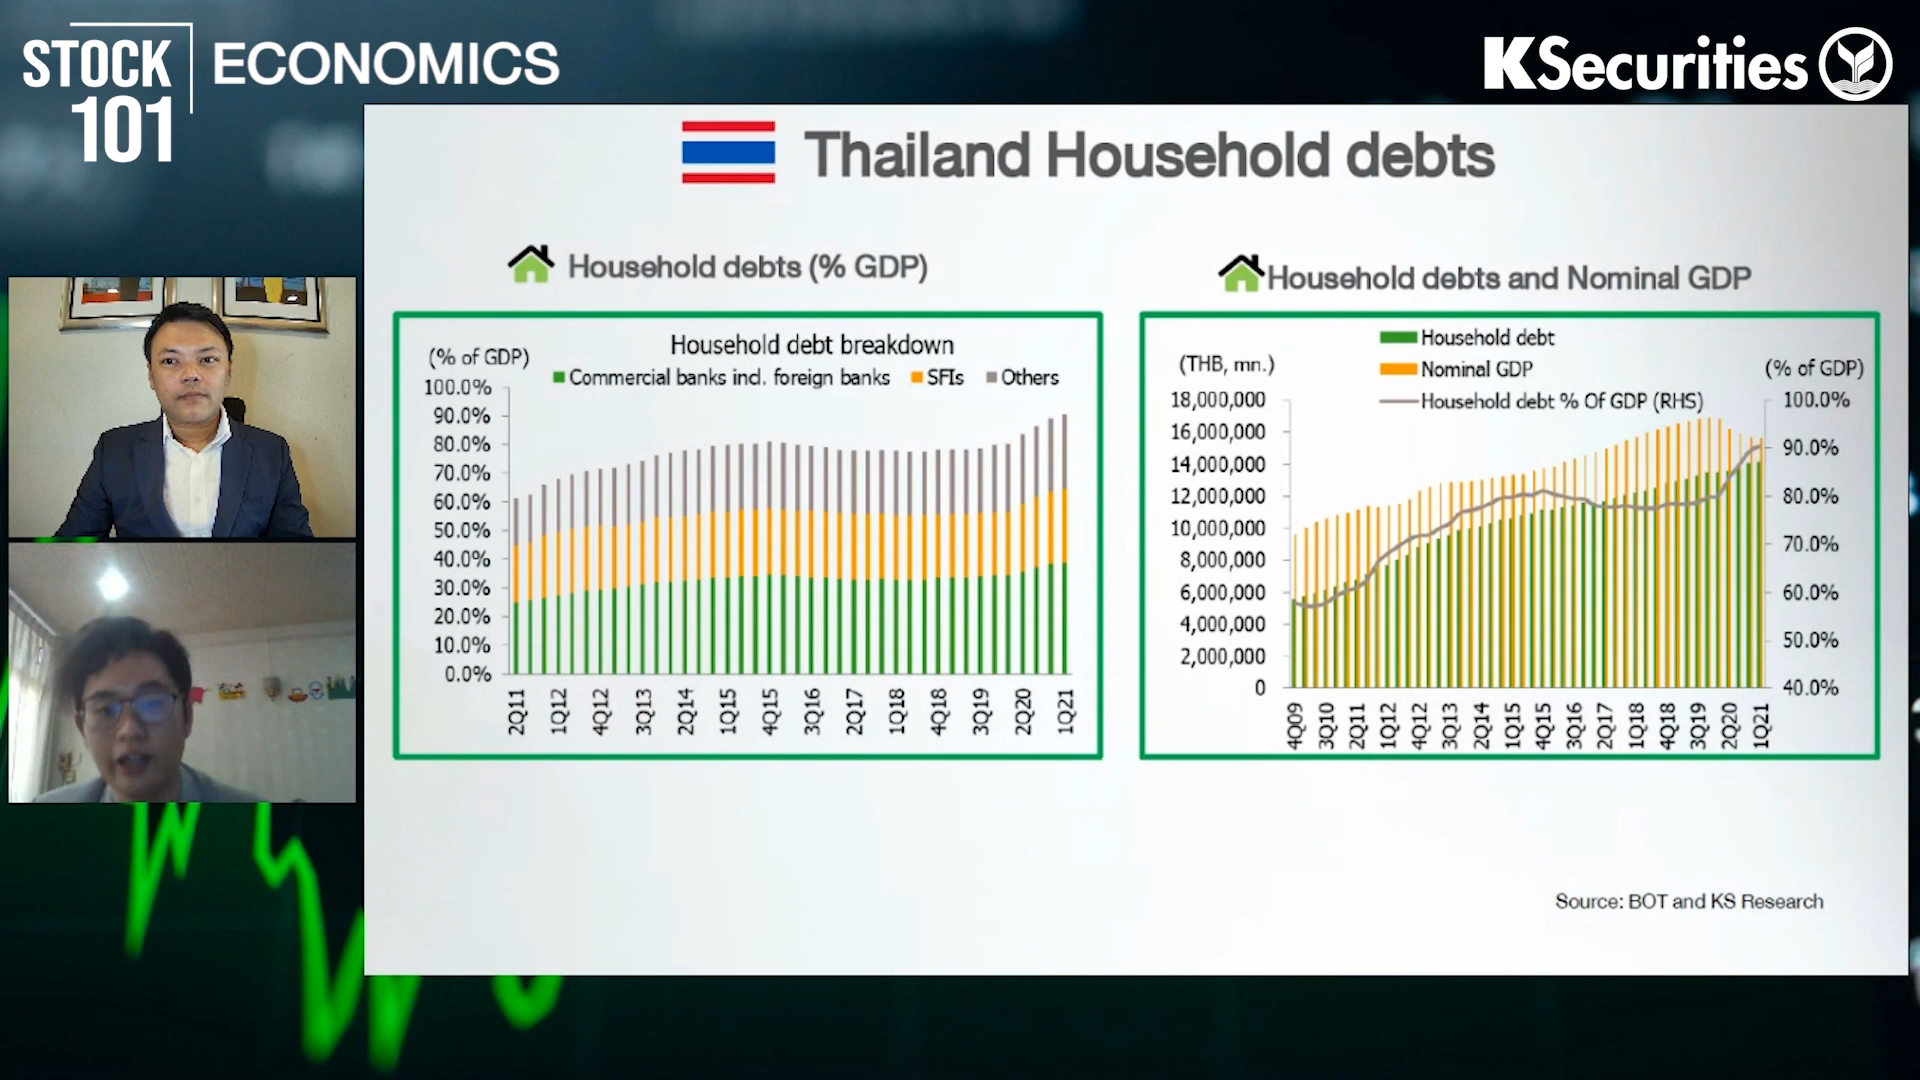 STOCK
101
ECONOMICS
KSecurities
Thailand Household debts
Household debts (% GDP)
Household debts and Nominal GDP
Household debt breakdown
(% of GDP)
Commercial banks incl. foreign banks
SFIs
Others
100.0%
90.0%
80.0%
70.0%
60.0%
50.0%
40.0%
30.0%
20.0%
10.0%
0.0%
2Q11
1Q12
4Q12
3Q13
2Q14
1Q15
4Q15
3Q16
2Q17
1Q18
4Q18
3Q19
2Q20
1Q21
Household debt
Nominal GDP
Household debt % Of GDP (RHS)
(THB, mn.)
(% of GDP)
18,000,000
16,000,000
14,000,000
12,000,000
10,000,000
8,000,000
6,000,000
4,000,000
2,000,000
0
100.0%
90.0%
80.0%
70.0%
60.0%
50.0%
40.0%
4Q09
3Q10
2Q11
1Q12
4Q12
3Q13
2Q14
1Q15
4Q15
3Q16
2Q17
1Q18
4Q18
3Q19
2Q20
1Q21
Source: BOT and KS Research